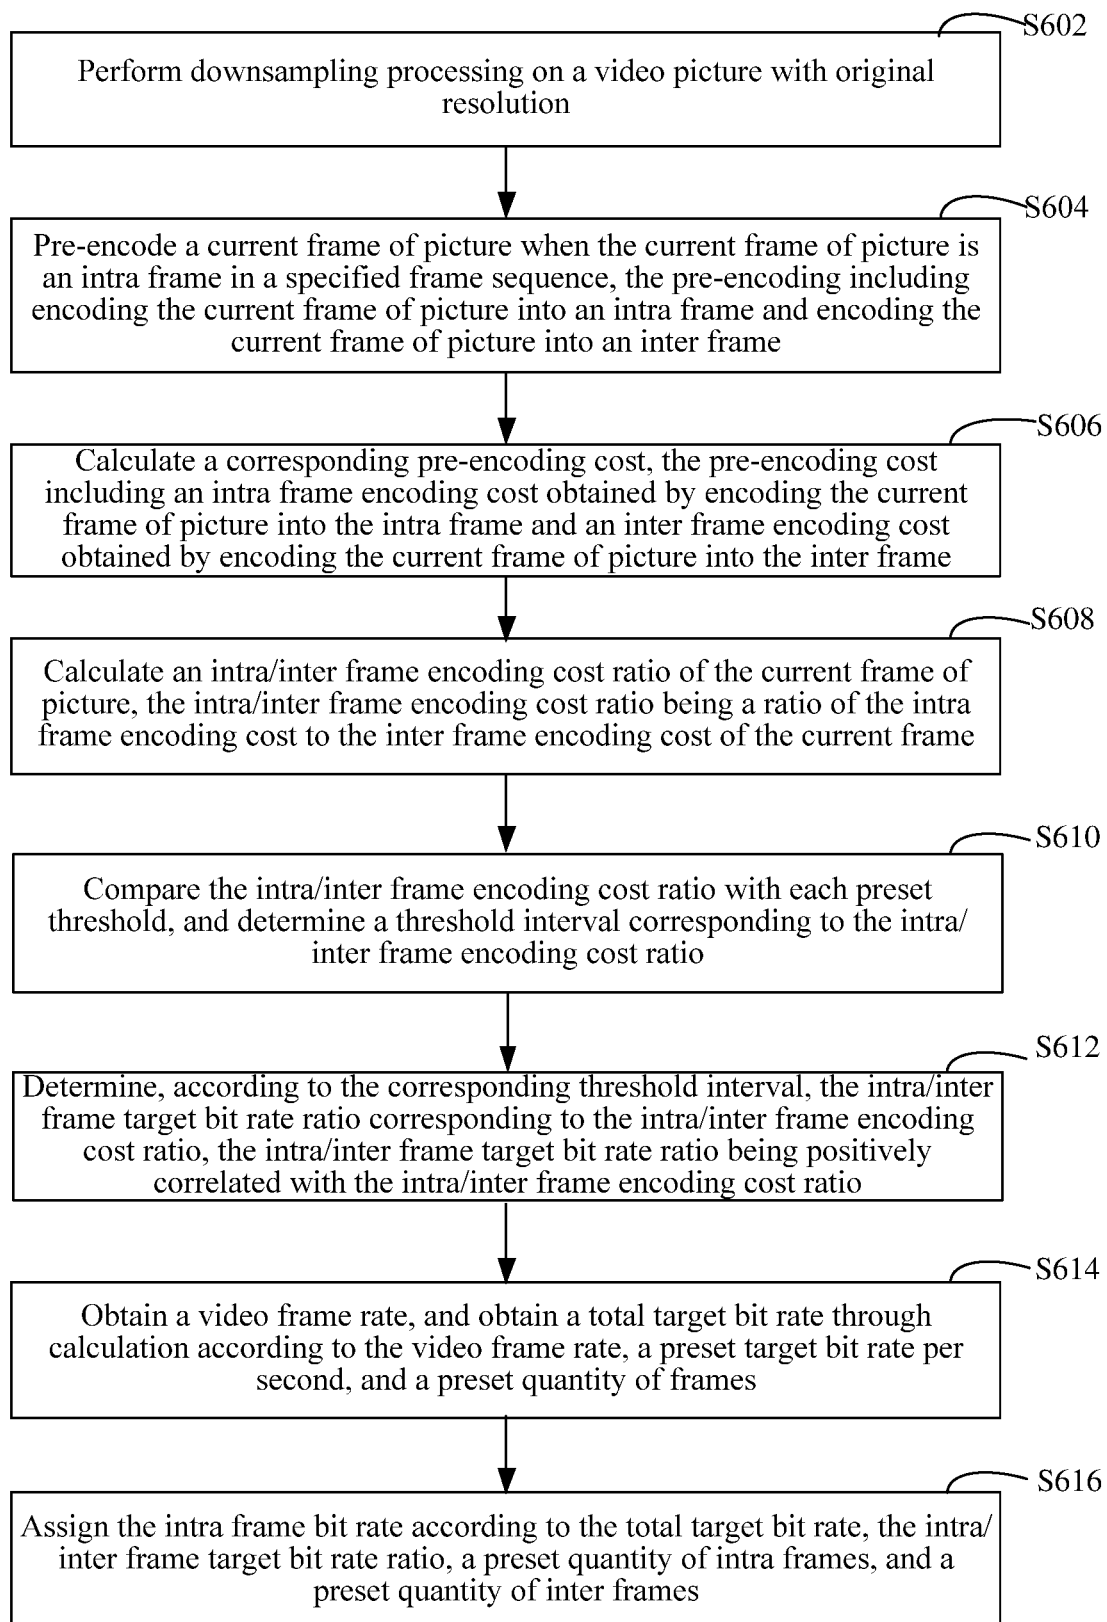 S602
Perform downsampling processing on a video picture with original
resolution
S604
Pre-encode a current frame of picture when the current frame of picture is
an intra frame in a specified frame sequence, the pre-encoding including
encoding the current frame of picture into an intra frame and encoding the
current frame of picture into an inter frame
S606
Calculate a corresponding pre-encoding cost, the pre-encoding cost
including an intra frame encoding cost obtained by encoding the current
frame of picture into the intra frame and an inter frame encoding cost
obtained by encoding the current frame of picture into the inter frame
S608
Calculate an intra/inter frame encoding cost ratio of the current frame of
picture, the intra/inter frame encoding cost ratio being a ratio of the intra
frame encoding cost to the inter frame encoding cost of the current frame
S610
Compare the intra/inter frame encoding cost ratio with each preset
threshold, and determine a threshold interval corresponding to the intra/
inter frame encoding cost ratio
S612
Determine, according to the corresponding threshold interval, the intra/inter
frame target bit rate ratio corresponding to the intra/inter frame encoding
cost ratio, the intra/inter frame target bit rate ratio being positively
correlated with the intra/inter frame encoding cost ratio
S614
Obtain a video frame rate, and obtain a total target bit rate through
calculation according to the video frame rate, a preset target bit rate per
second, and a preset quantity of frames
S616
Assign the intra frame bit rate according to the total target bit rate, the intra/
inter frame target bit rate ratio, a preset quantity of intra frames, and a
preset quantity of inter frames